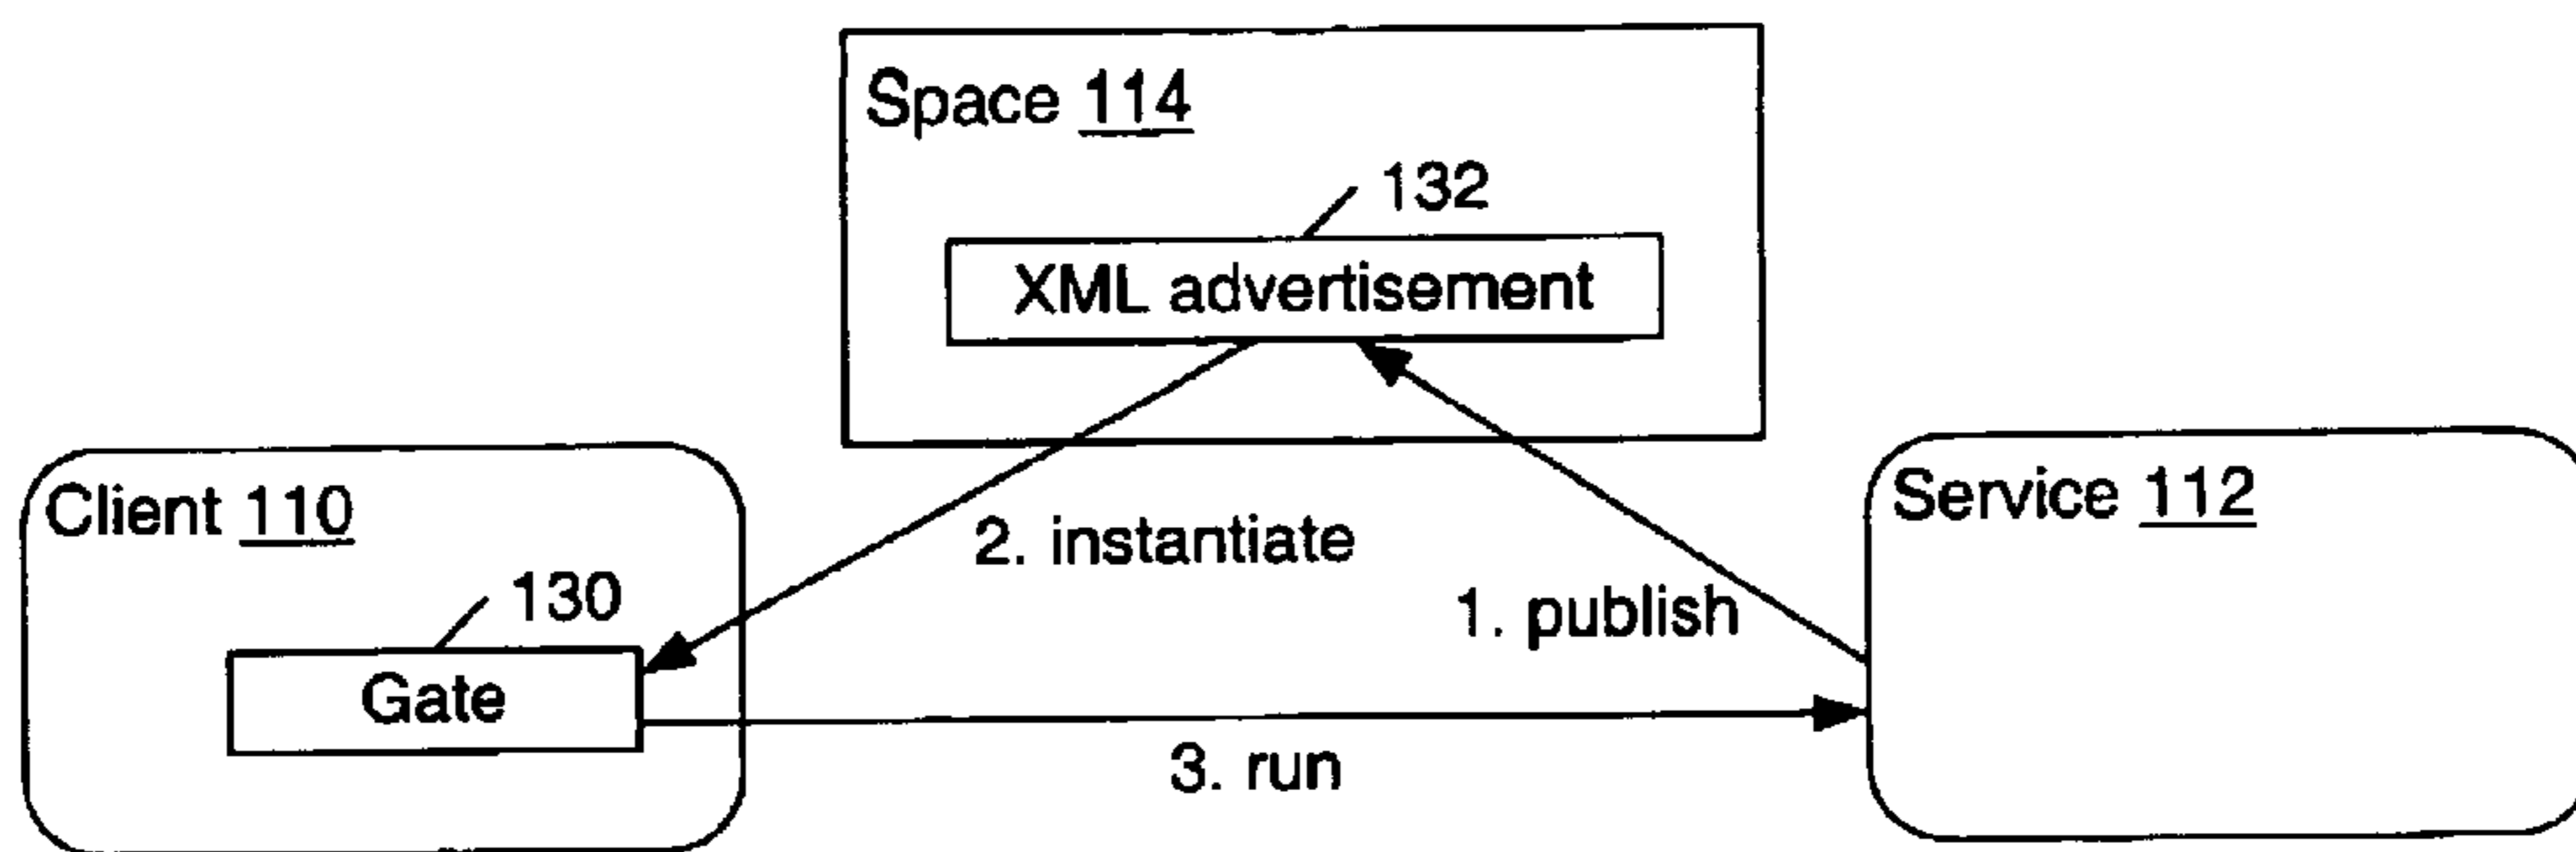 Space 114
132
XML advertisement
Client 110
Service 112
2. instantiate
130
1. publish
Gate
3. run